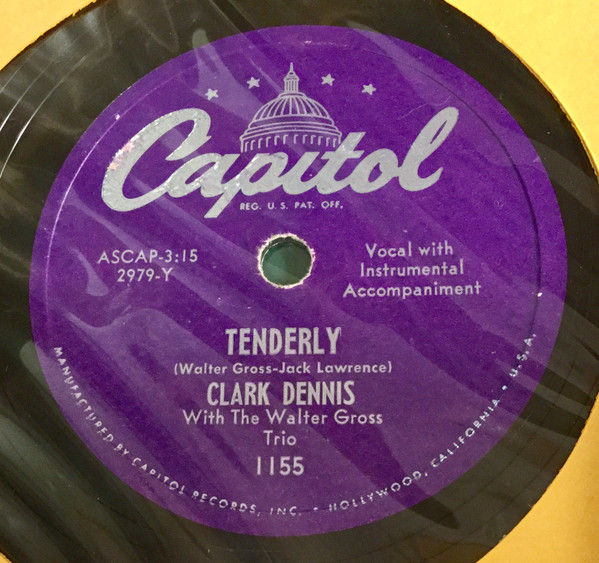 Capitol
REG. U.S. PAT. OFF.
ASCAP-3:15
2979-Y
Vocal with
Instrumental
Accompaniment
TENDERLY
(Walter Gross-Jack Lawrence)
CLARK DENNIS
With The Walter Gross
Trio
1155
MANUFACTURED BY CAPITOL RECORDS, INC. • HOLLYWOOD, CALIFORNIA • U.S.A.